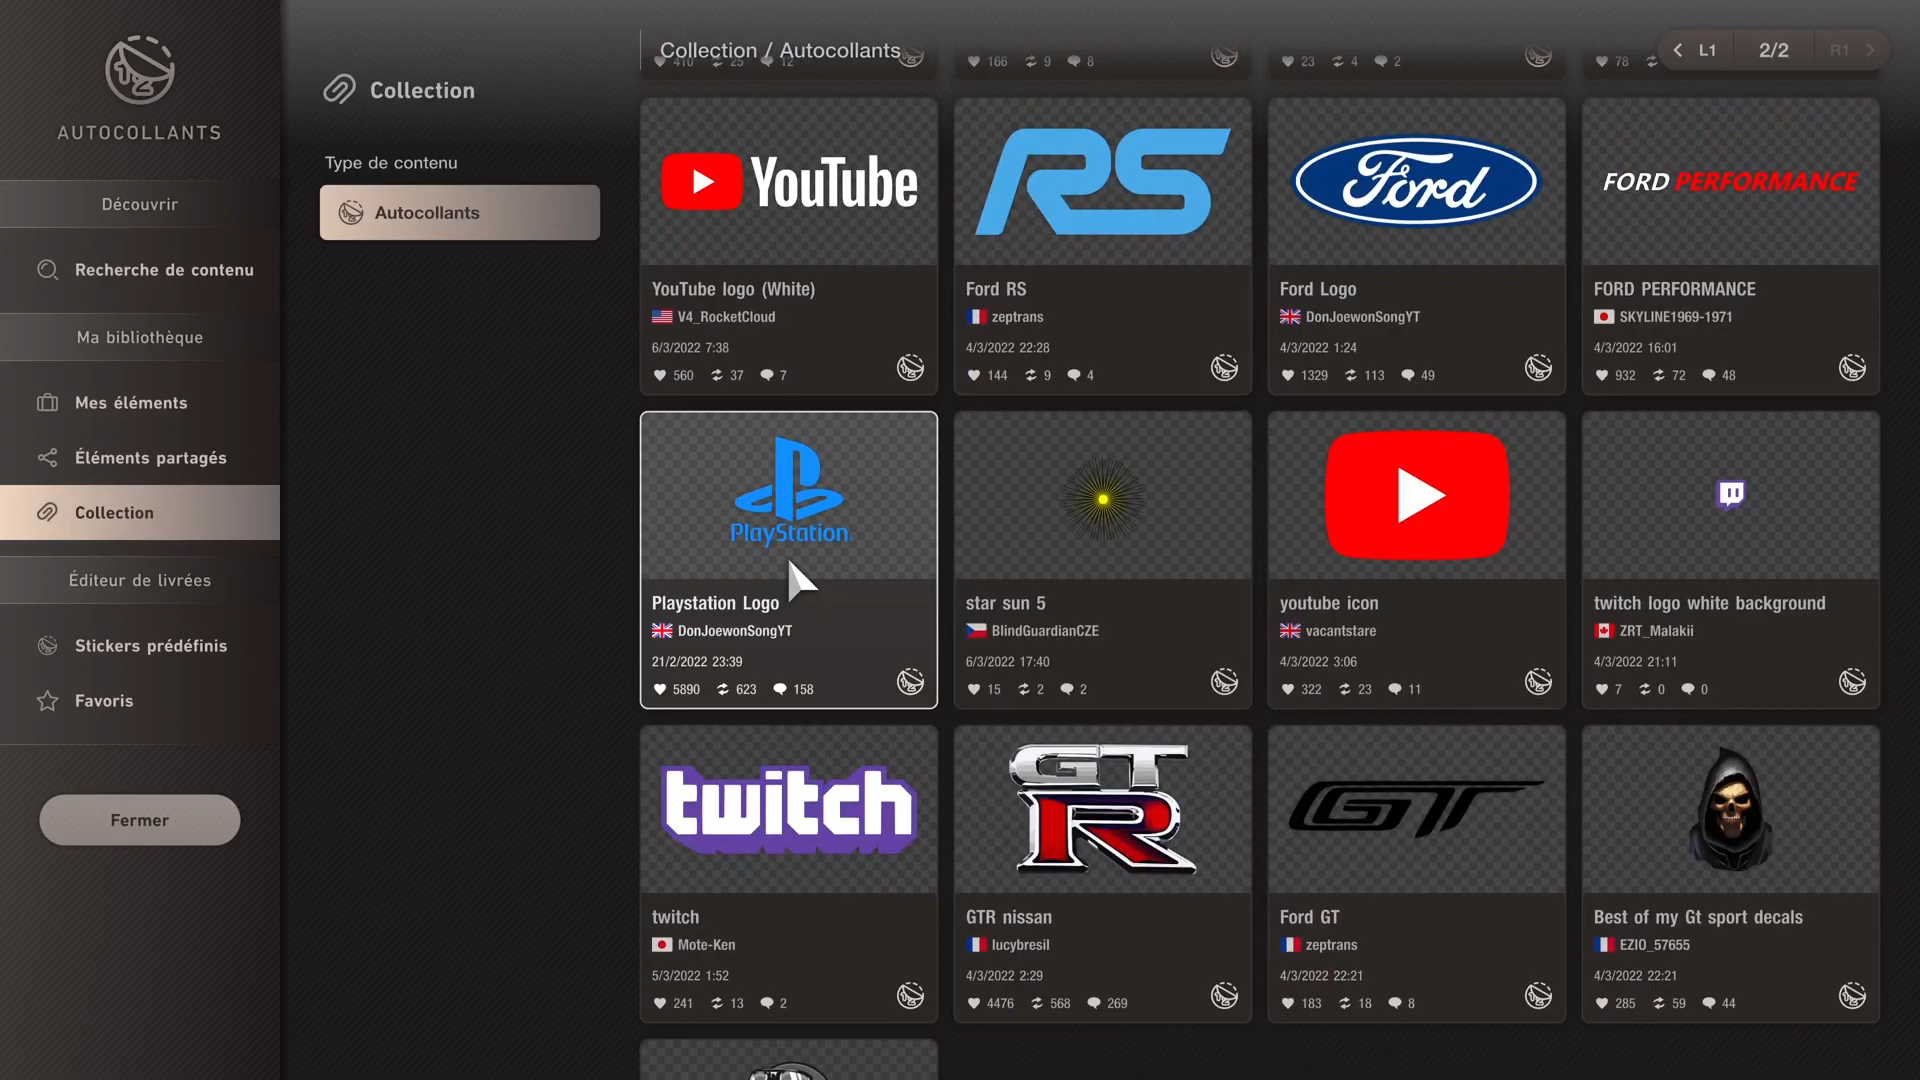 AUTOCOLLANTS
Découvrir
Recherche de contenu
Ma bibliothèque
Mes éléments
Éléments partagés
Collection
Éditeur de livrées
Stickers prédéfinis
Favoris
Fermer
Collection
Type de contenu
Autocollants
Collection / Autocollants
L1 2/2 R1
410 25 12
166 9 8
23 4 2
78
YouTube
YouTube logo (White)
V4_RocketCloud
6/3/2022 7:38
560 37 7
RS
Ford RS
zeptrans
4/3/2022 22:28
144 9 4
Ford
Ford Logo
DonJoewonSongYT
4/3/2022 1:24
1329 113 49
FORD PERFORMANCE
FORD PERFORMANCE
SKYLINE1969-1971
4/3/2022 16:01
932 72 48
PlayStation
Playstation Logo
DonJoewonSongYT
21/2/2022 23:39
5890 623 158
star sun 5
BlindGuardianCZE
6/3/2022 17:40
15 2 2
youtube icon
vacantstare
4/3/2022 3:06
322 23 11
twitch logo white background
ZRT_Malakii
4/3/2022 21:11
7 0 0
twitch
twitch
Mote-Ken
5/3/2022 1:52
241 13 2
GT
R
GTR nissan
lucybresil
4/3/2022 2:29
4476 568 269
GT
Ford GT
zeptrans
4/3/2022 22:21
183 18 8
Best of my Gt sport decals
EZIO_57655
4/3/2022 22:21
285 59 44